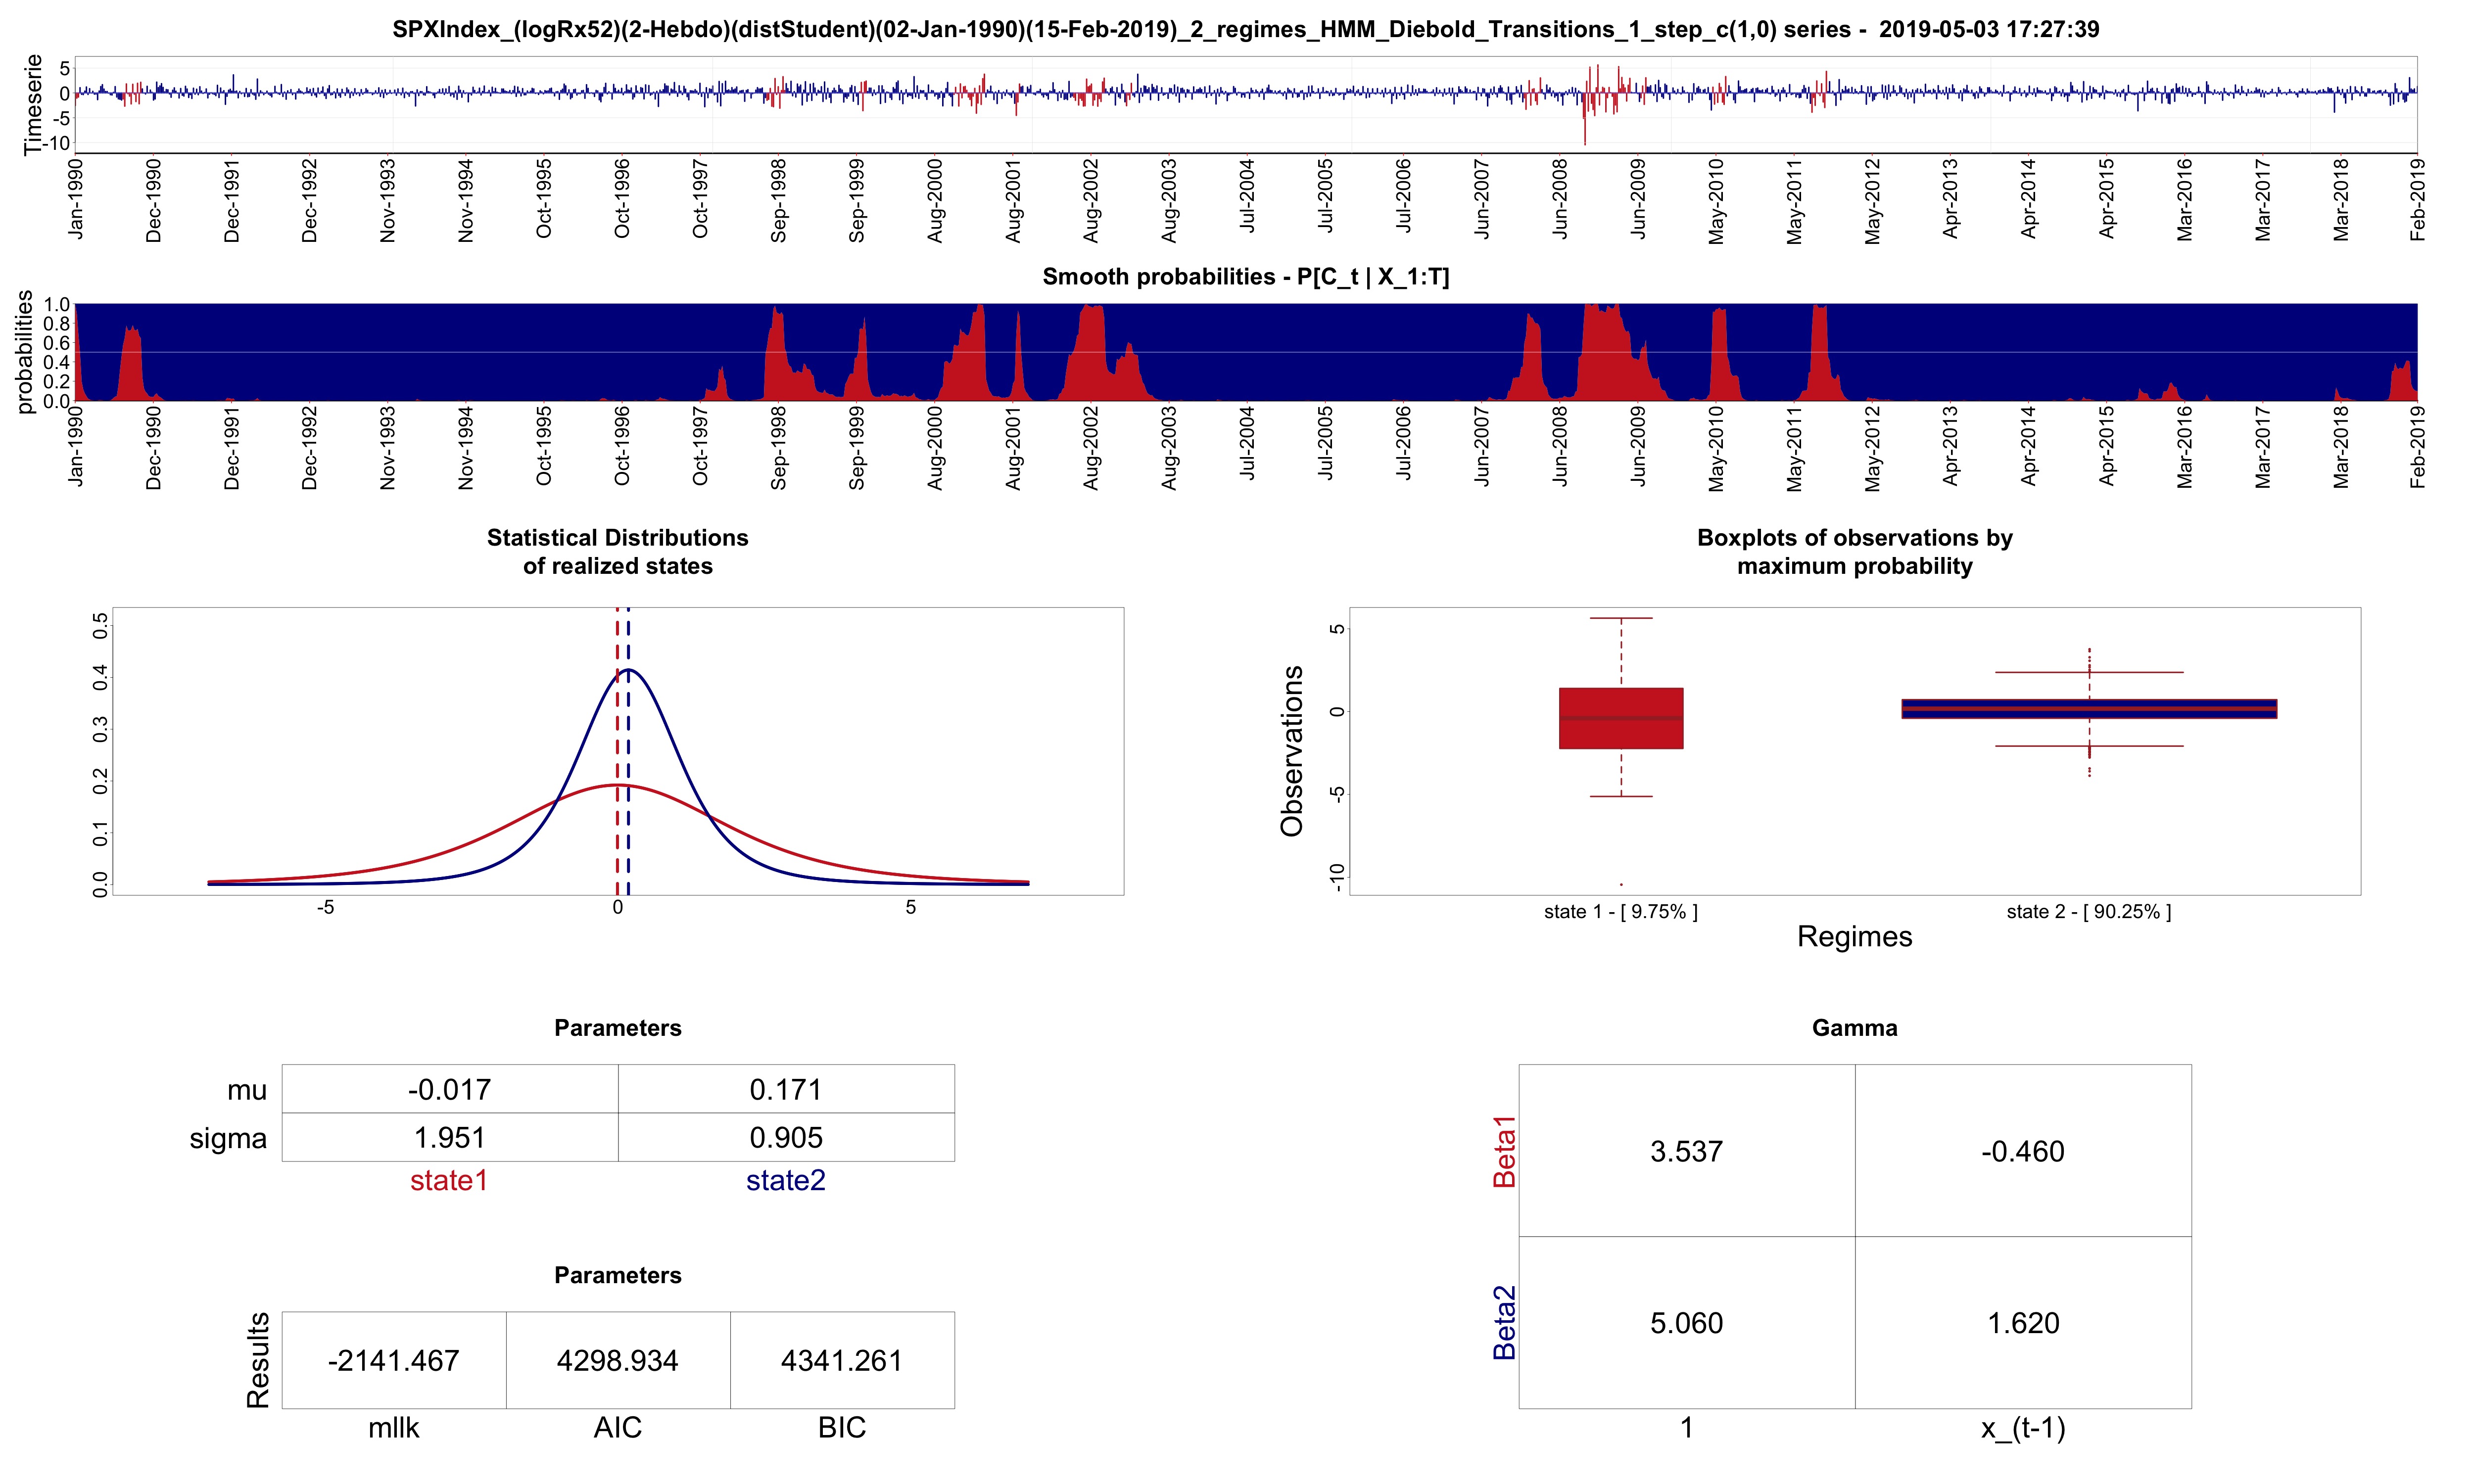 SPXIndex_(logRx52)(2-Hebdo)(distStudent)(02-Jan-1990)(15-Feb-2019)_2_regimes_HMM_Diebold_Transitions_1_step_c(1,0) series -  2019-05-03 17:27:39
Timeserie
5
0
-5
-10
Jan-1990 Dec-1990 Dec-1991 Dec-1992 Nov-1993 Nov-1994 Oct-1995 Oct-1996 Oct-1997 Sep-1998 Sep-1999 Aug-2000 Aug-2001 Aug-2002 Aug-2003 Jul-2004 Jul-2005 Jul-2006 Jun-2007 Jun-2008 Jun-2009 May-2010 May-2011 May-2012 Apr-2013 Apr-2014 Apr-2015 Mar-2016 Mar-2017 Mar-2018 Feb-2019
Smooth probabilities - P[C_t | X_1:T]
probabilities
1.0
0.8
0.6
0.4
0.2
0.0
Jan-1990 Dec-1990 Dec-1991 Dec-1992 Nov-1993 Nov-1994 Oct-1995 Oct-1996 Oct-1997 Sep-1998 Sep-1999 Aug-2000 Aug-2001 Aug-2002 Aug-2003 Jul-2004 Jul-2005 Jul-2006 Jun-2007 Jun-2008 Jun-2009 May-2010 May-2011 May-2012 Apr-2013 Apr-2014 Apr-2015 Mar-2016 Mar-2017 Mar-2018 Feb-2019
Statistical Distributions
of realized states
0.5
0.4
0.3
0.2
0.1
0.0
-5 0 5
Boxplots of observations by
maximum probability
Observations
5
0
-5
-10
state 1 - [ 9.75% ] state 2 - [ 90.25% ]
Regimes
Parameters
mu -0.017 0.171
sigma 1.951 0.905
state1 state2
Parameters
Results
-2141.467 4298.934 4341.261
mllk AIC BIC
Gamma
Beta1 3.537 -0.460
Beta2 5.060 1.620
1 x_(t-1)